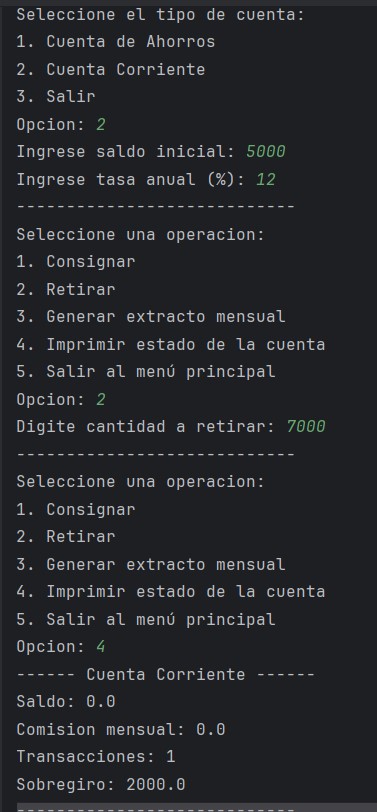 Seleccione el tipo de cuenta:
1. Cuenta de Ahorros
2. Cuenta Corriente
3. Salir
Opcion: 2
Ingrese saldo inicial: 5000
Ingrese tasa anual (%): 12
----------------------------
Seleccione una operacion:
1. Consignar
2. Retirar
3. Generar extracto mensual
4. Imprimir estado de la cuenta
5. Salir al menú principal
Opcion: 2
Digite cantidad a retirar: 7000
----------------------------
Seleccione una operacion:
1. Consignar
2. Retirar
3. Generar extracto mensual
4. Imprimir estado de la cuenta
5. Salir al menú principal
Opcion: 4
------ Cuenta Corriente ------
Saldo: 0.0
Comision mensual: 0.0
Transacciones: 1
Sobregiro: 2000.0
----------------------------